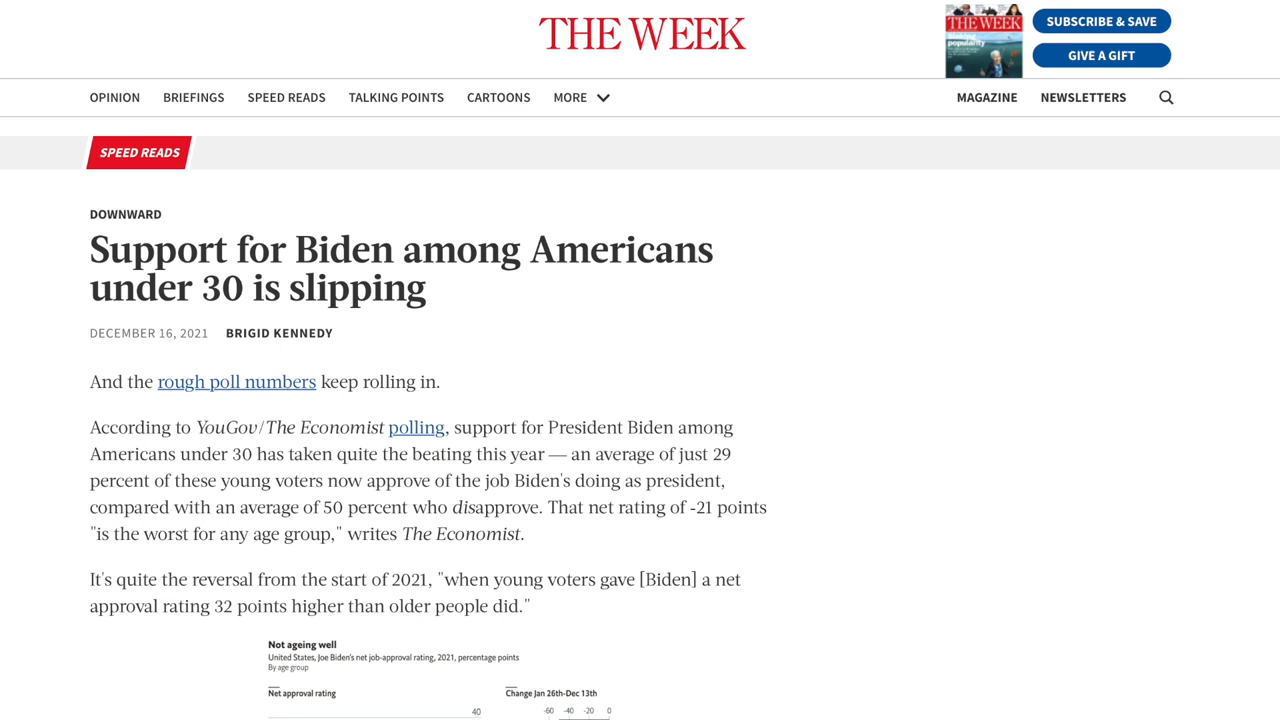 THE WEEK
THE WEEK
popularity
SUBSCRIBE & SAVE
GIVE A GIFT
OPINION BRIEFINGS SPEED READS TALKING POINTS CARTOONS MORE MAGAZINE NEWSLETTERS
SPEED READS
DOWNWARD
Support for Biden among Americans
under 30 is slipping
DECEMBER 16, 2021 BRIGID KENNEDY
And the rough poll numbers keep rolling in.
According to YouGov/The Economist polling, support for President Biden among
Americans under 30 has taken quite the beating this year — an average of just 29
percent of these young voters now approve of the job Biden's doing as president,
compared with an average of 50 percent who disapprove. That net rating of -21 points
"is the worst for any age group," writes The Economist.
It's quite the reversal from the start of 2021, "when young voters gave [Biden] a net
approval rating 32 points higher than older people did."
Not ageing well
United States, Joe Biden's net job-approval rating, 2021, percentage points
By age group
Net approval rating Change Jan 26th-Dec 13th
40 -60 -40 -20 0